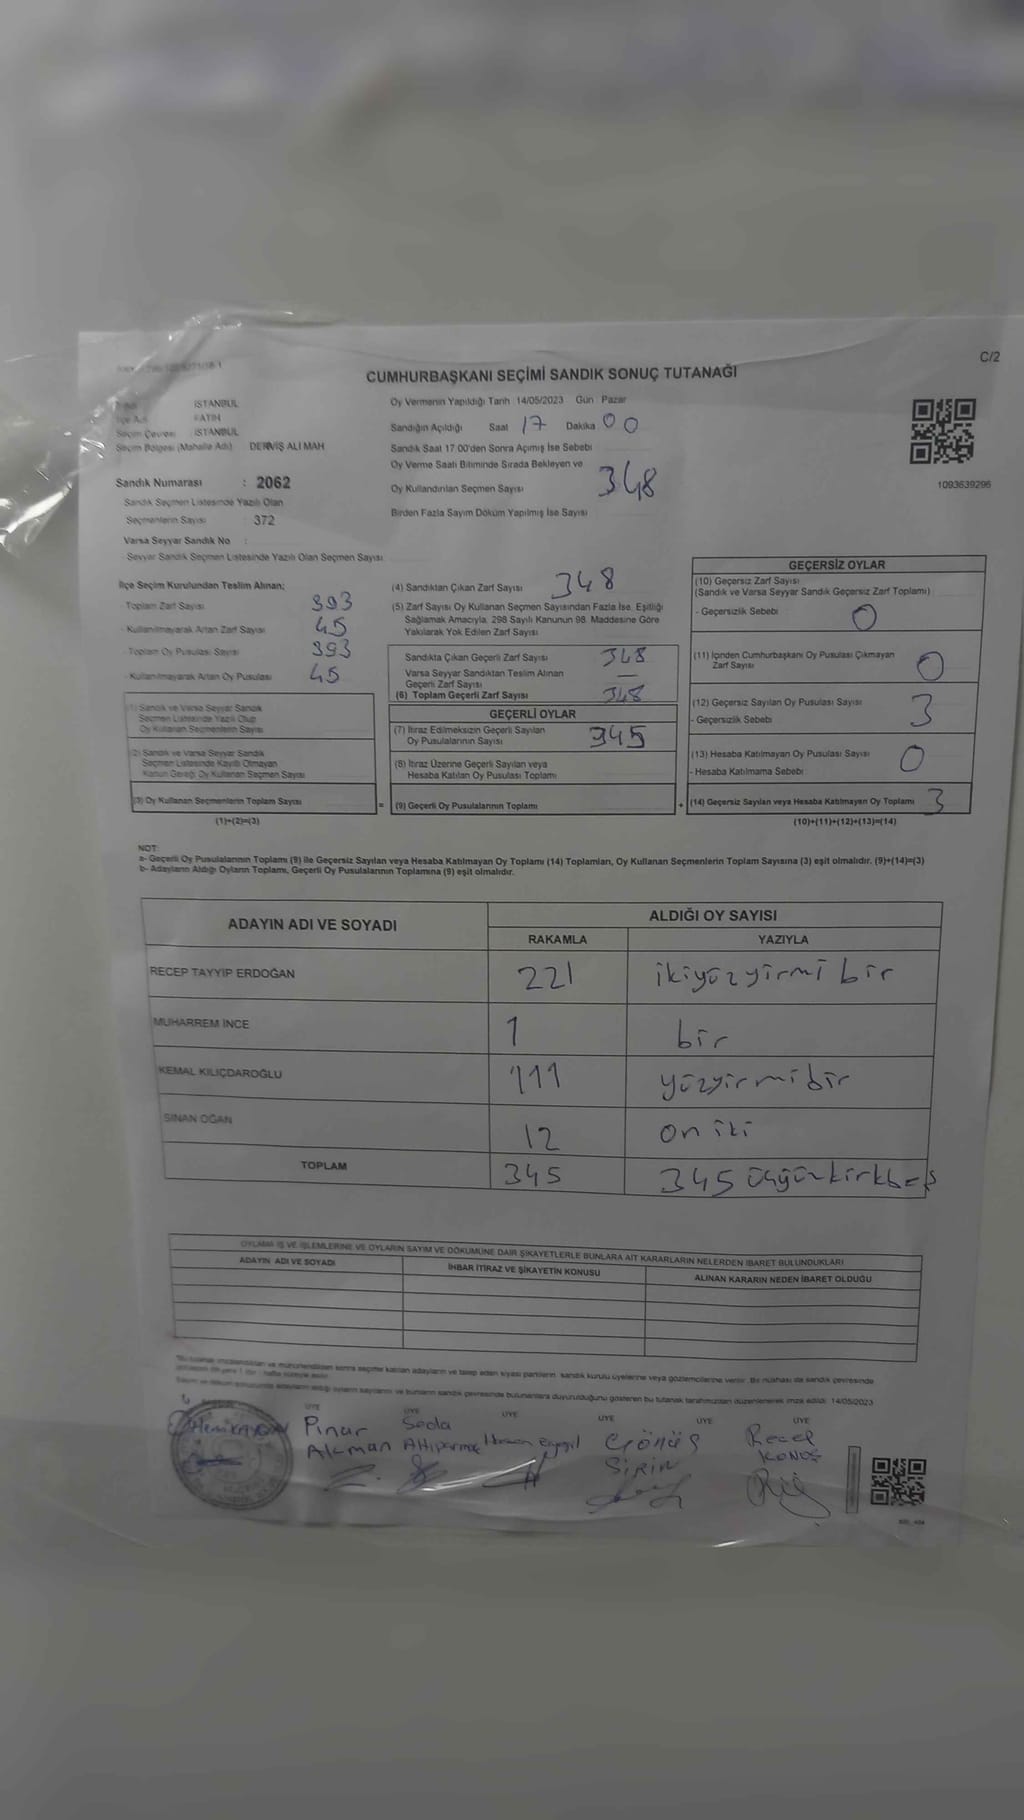 C/2
CUMHURBAŞKANI SEÇİMİ SANDIK SONUÇ TUTANAĞI
İSTANBUL
İlçe Adı FATİH
Seçim Çevresi : İSTANBUL
Seçim Bölgesi (Mahalle Adı) DERVİŞ ALİ MAH
Sandık Numarası : 2062
Sandık Seçmen Listesinde Yazılı Olan
Seçmenlerin Sayısı : 372
Varsa Seyyar Sandık No :
- Seyyar Sandık Seçmen Listesinde Yazılı Olan Seçmen Sayısı
Oy Vermenin Yapıldığı Tarih : 14/05/2023 Gün : Pazar
Sandığın Açıldığı Saat 17 Dakika 00
Sandık Saat 17:00'den Sonra Açımış İse Sebebi
Oy Verme Saati Bitiminde Sırada Bekleyen ve
Oy Kullandırılan Seçmen Sayısı 348
Birden Fazla Sayım Döküm Yapılmış İse Sayısı
1093639296
İlçe Seçim Kurulundan Teslim Alınan;
- Toplam Zarf Sayısı 393
- Kullanılmayarak Artan Zarf Sayısı 45
- Toplam Oy Pusulası Sayısı 393
- Kullanılmayarak Artan Oy Pusulası 45
(1) Sandık ve Varsa Seyyar Sandık
Seçmen Listesinde Yazılı Olup
Oy Kullanan Seçmenlerin Sayısı
(2) Sandık ve Varsa Seyyar Sandık
Seçmen Listesinde Kayıtlı Olmayan
Kanun Gereği Oy Kullanan Seçmen Sayısı
(3) Oy Kullanan Seçmenlerin Toplam Sayısı
(1)+(2)=(3)
(4) Sandıktan Çıkan Zarf Sayısı 348
(5) Zarf Sayısı Oy Kullanan Seçmen Sayısından Fazla İse, Eşitliği
Sağlamak Amacıyla, 298 Sayılı Kanunun 98. Maddesine Göre
Yakılarak Yok Edilen Zarf Sayısı
Sandıkta Çıkan Geçerli Zarf Sayısı 348
Varsa Seyyar Sandıktan Teslim Alınan
Geçerli Zarf Sayısı —
(6) Toplam Geçerli Zarf Sayısı 348
GEÇERLİ OYLAR
(7) İtiraz Edilmeksizin Geçerli Sayılan
Oy Pusulalarının Sayısı 345
(8) İtiraz Üzerine Geçerli Sayılan veya
Hesaba Katılan Oy Pusulası Toplamı
= (9) Geçerli Oy Pusulalarının Toplamı +
GEÇERSİZ OYLAR
(10) Geçersiz Zarf Sayısı
(Sandık ve Varsa Seyyar Sandık Geçersiz Zarf Toplamı)
- Geçersizlik Sebebi : 0
(11) İçinden Cumhurbaşkanı Oy Pusulası Çıkmayan
Zarf Sayısı 0
(12) Geçersiz Sayılan Oy Pusulası Sayısı 3
- Geçersizlik Sebebi :
(13) Hesaba Katılmayan Oy Pusulası Sayısı 0
- Hesaba Katılmama Sebebi :
(14) Geçersiz Sayılan veya Hesaba Katılmayan Oy Toplamı 3
(10)+(11)+(12)+(13)=(14)
NOT:
a- Geçerli Oy Pusulalarının Toplamı (9) ile Geçersiz Sayılan veya Hesaba Katılmayan Oy Toplamı (14) Toplamları, Oy Kullanan Seçmenlerin Toplam Sayısına (3) eşit olmalıdır. (9)+(14)=(3)
b- Adayların Aldığı Oyların Toplamı, Geçerli Oy Pusulalarının Toplamına (9) eşit olmalıdır.
ADAYIN ADI VE SOYADI ALDIĞI OY SAYISI
RAKAMLA YAZIYLA
RECEP TAYYİP ERDOĞAN 221 ikiyüzyirmi bir
MUHARREM İNCE 1 bir
KEMAL KILIÇDAROĞLU 111 yüzyirmi bir
SİNAN OĞAN 12 on iki
TOPLAM 345 345 üçyüzkırkbeş
OYLAMA İŞ VE İŞLEMLERİNE VE OYLARIN SAYIM VE DÖKÜMÜNE DAİR ŞİKAYETLERLE BUNLARA AİT KARARLARIN NELERDEN İBARET BULUNDUKLARI
ADAYIN ADI VE SOYADI İHBAR İTİRAZ VE ŞİKAYETİN KONUSU ALINAN KARARIN NEDEN İBARET OLDUĞU
ÜYE ÜYE ÜYE ÜYE ÜYE ÜYE
Pınar Seda Gönüş Recep
Akman Altıparmak Şirin KONUŞ